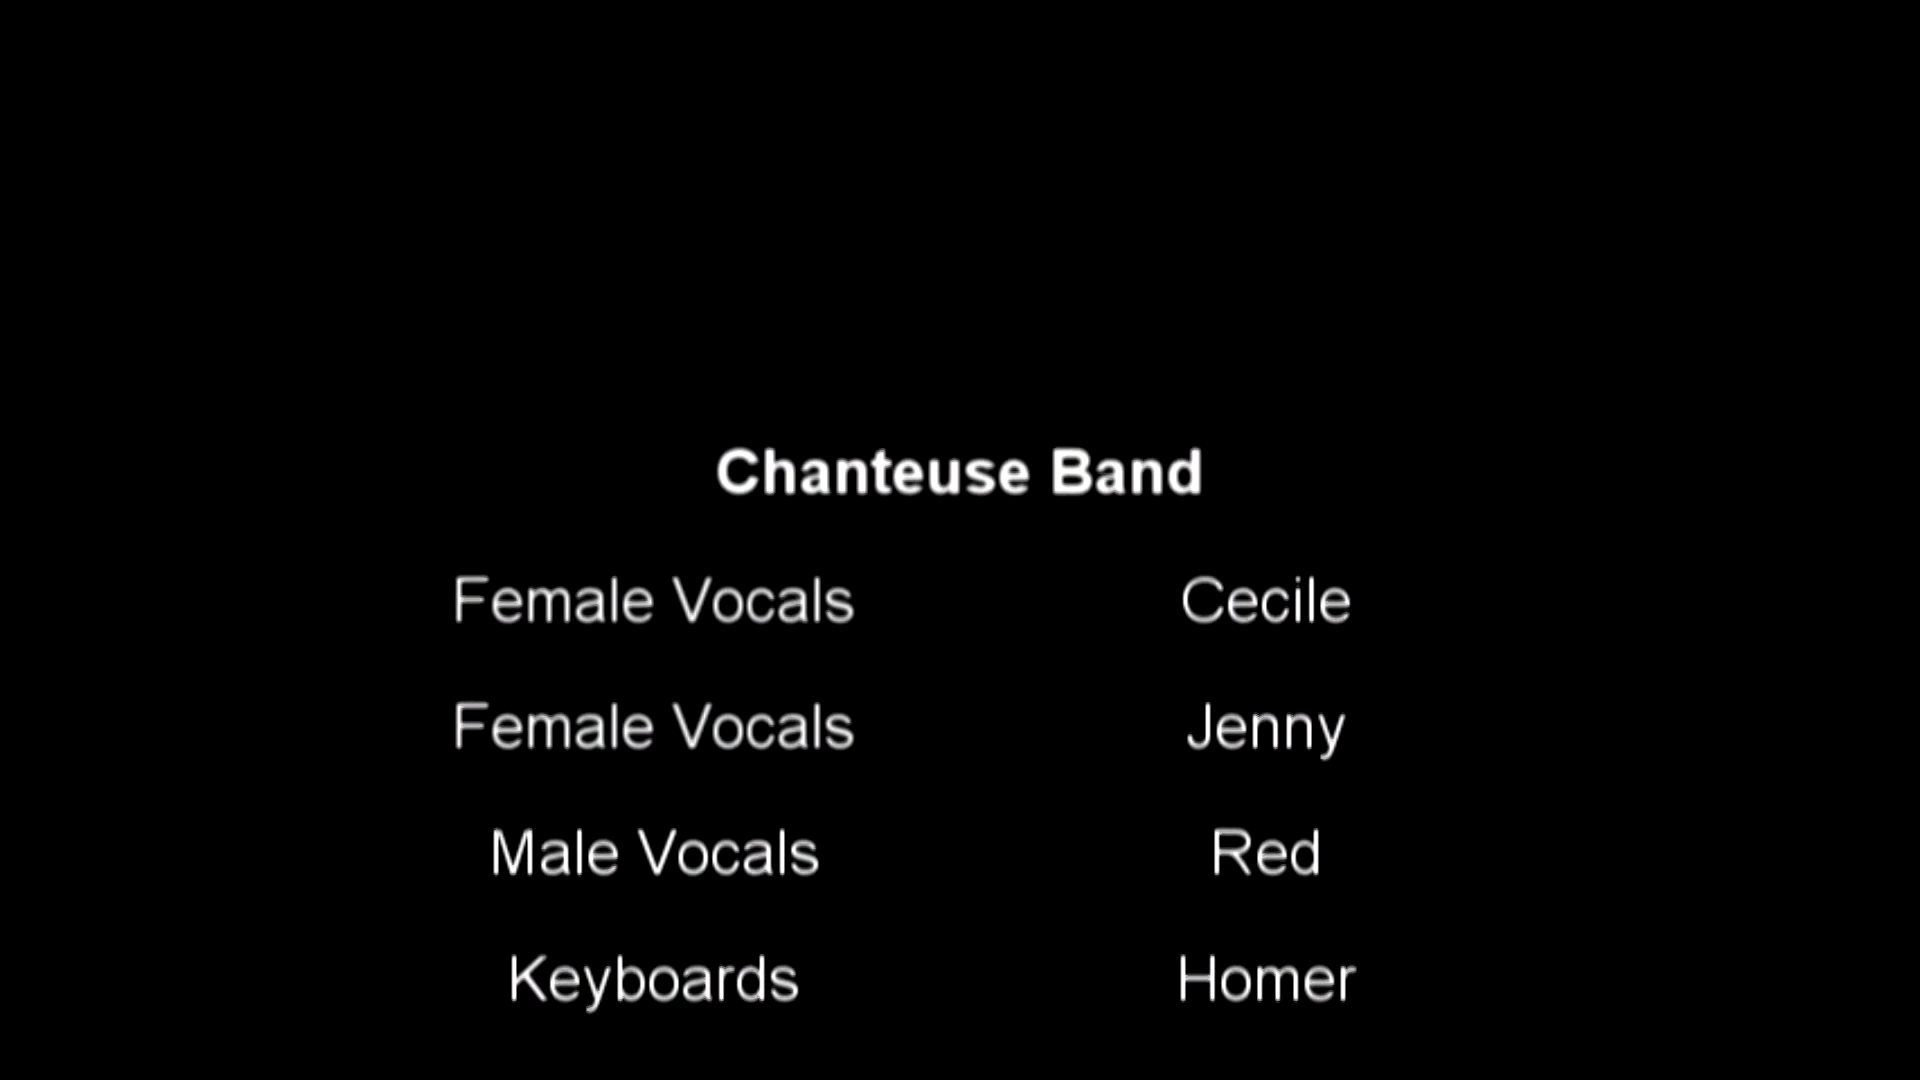 Chanteuse Band
Female Vocals Cecile
Female Vocals Jenny
Male Vocals Red
Keyboards Homer